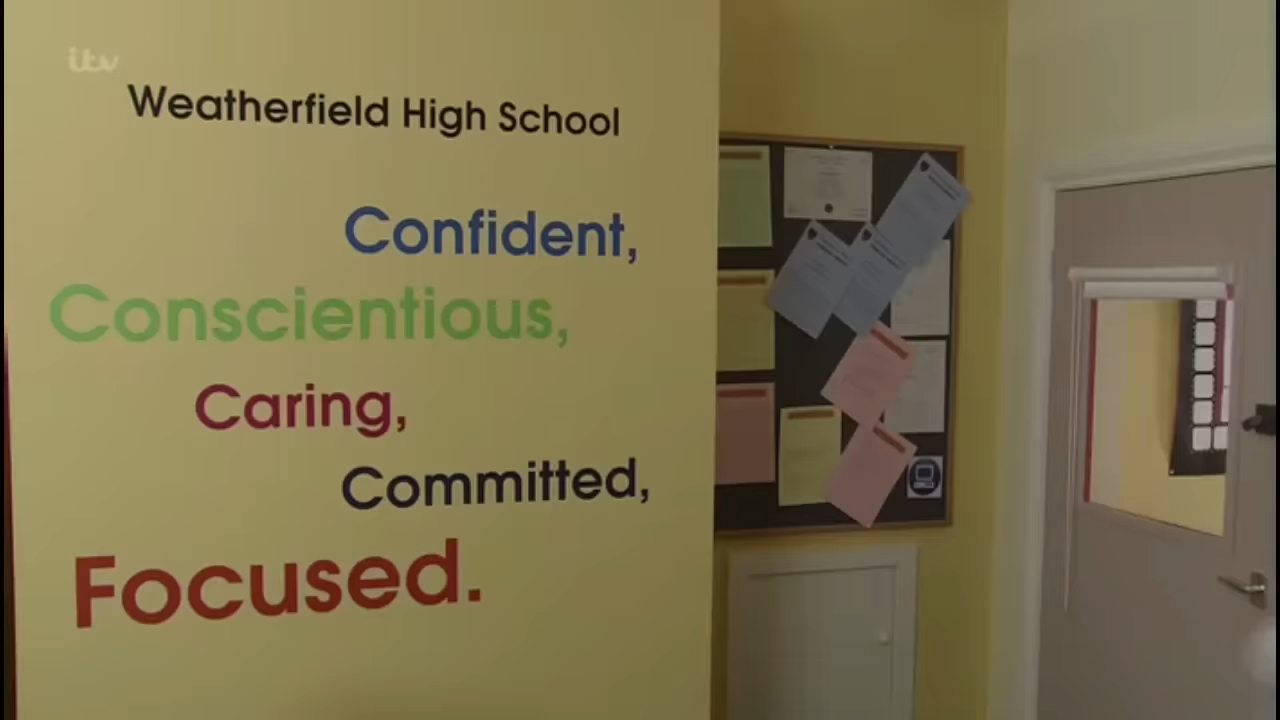 itv
Weatherfield High School
Confident,
Conscientious,
Caring,
Committed,
Focused.